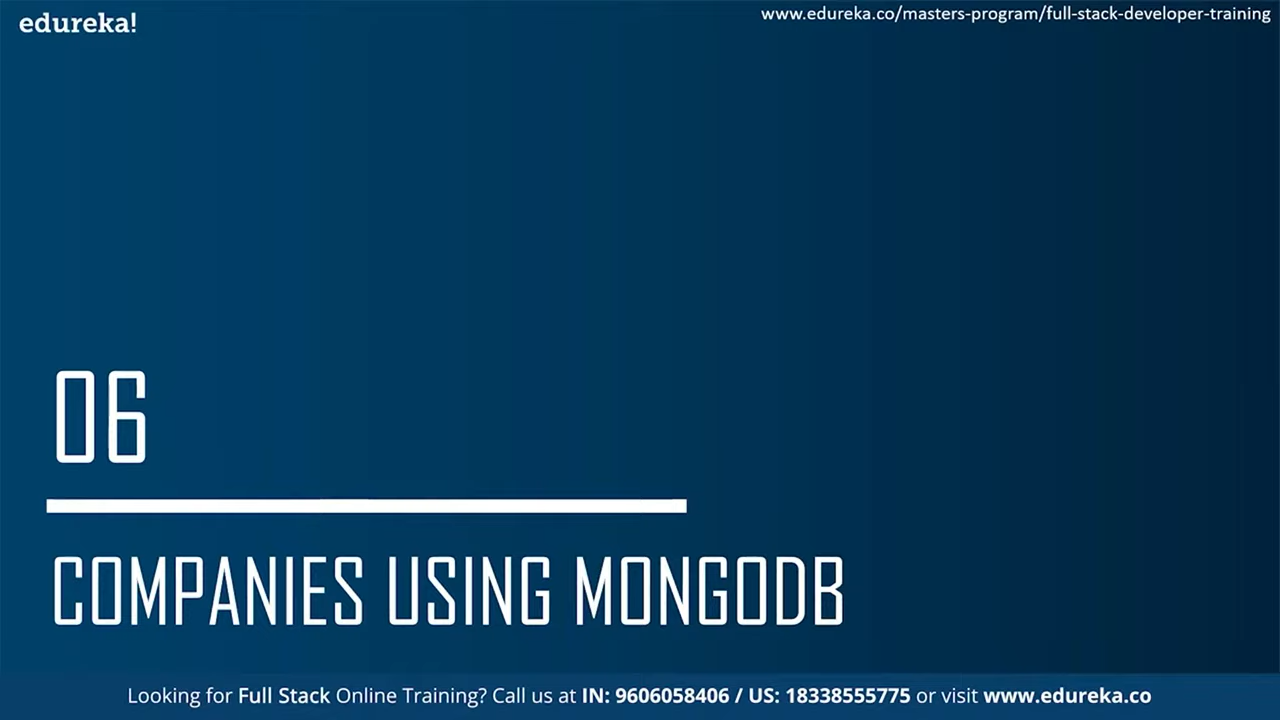 edureka!
www.edureka.co/masters-program/full-stack-developer-training
06
COMPANIES USING MONGODB
Looking for Full Stack Online Training? Call us at IN: 9606058406 / US: 18338555775 or visit www.edureka.co